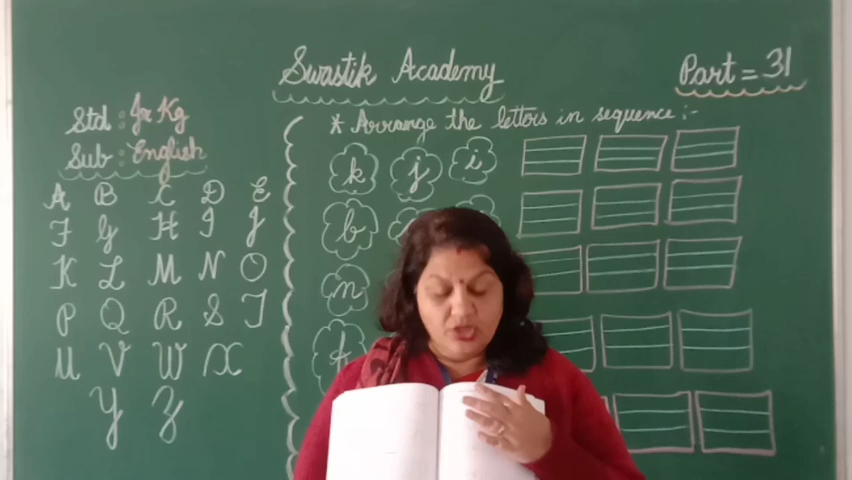 Swastik Academy
Part = 31
Std : Jr Kg
Sub : English
* Arrange the letters in sequence :-
A B C D E
F G H I J
K L M N O
P Q R S T
U V W X
Y Z
k j i
b
n